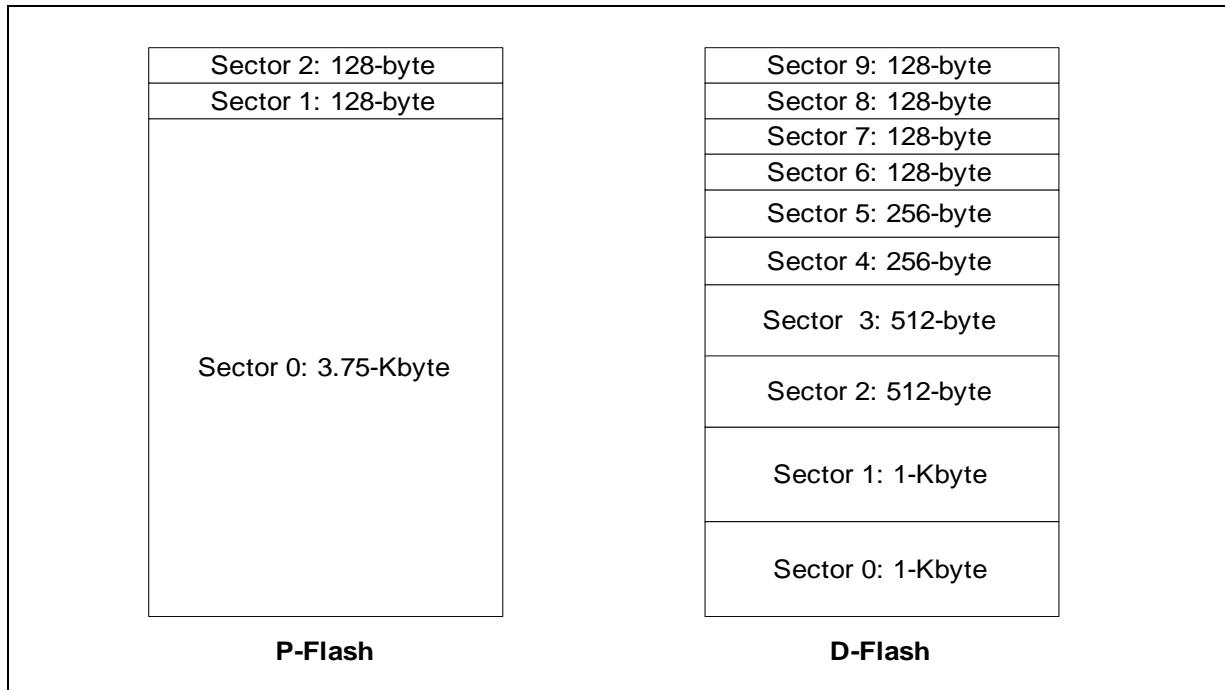 Sector 2: 128-byte
Sector 1: 128-byte
Sector 0: 3.75-Kbyte
P-Flash
Sector 9: 128-byte
Sector 8: 128-byte
Sector 7: 128-byte
Sector 6: 128-byte
Sector 5: 256-byte
Sector 4: 256-byte
Sector 3: 512-byte
Sector 2: 512-byte
Sector 1: 1-Kbyte
Sector 0: 1-Kbyte
D-Flash